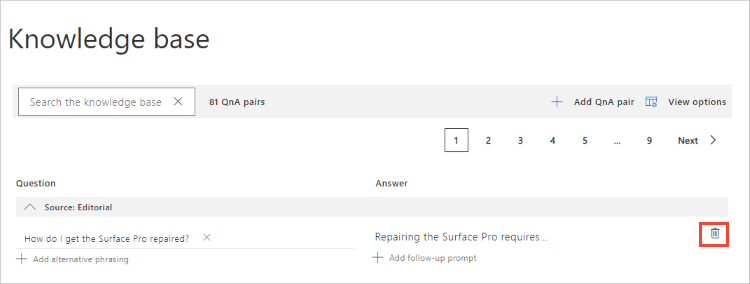 Knowledge base
Search the knowledge base
81 QnA pairs
Add QnA pair
View options
1 2 3 4 5 ... 9 Next
Question Answer
Source: Editorial
How do I get the Surface Pro repaired?
Repairing the Surface Pro requires...
Add alternative phrasing
Add follow-up prompt